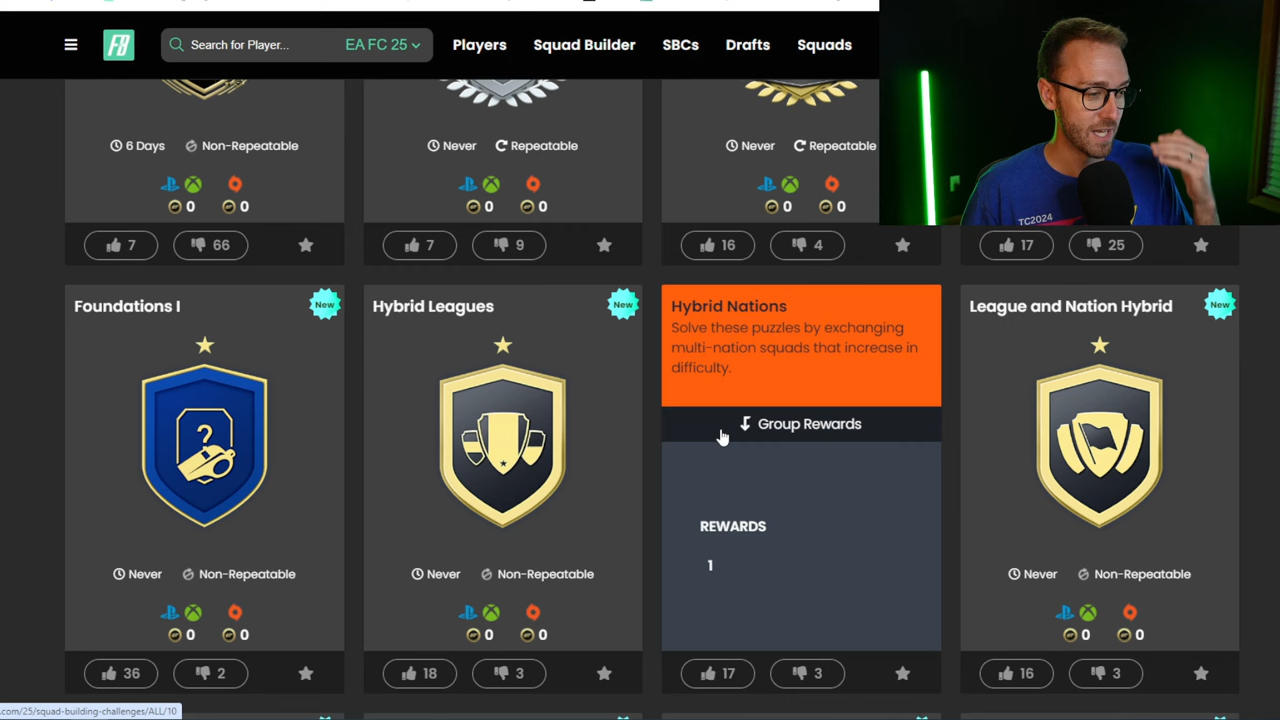 FB
Search for Player...
EA FC 25
Players
Squad Builder
SBCs
Drafts
Squads
TC2024
6 Days
Non-Repeatable
0
0
7
66
Never
Repeatable
0
0
7
9
Never
Repeatable
0
0
16
4
17
25
Foundations I
New
?
Never
Non-Repeatable
0
0
36
2
Hybrid Leagues
New
Never
Non-Repeatable
0
0
18
3
Hybrid Nations
Solve these puzzles by exchanging
multi-nation squads that increase in
difficulty.
Group Rewards
REWARDS
1
17
3
League and Nation Hybrid
New
Never
Non-Repeatable
0
0
16
3
.com/25/squad-building-challenges/ALL/10